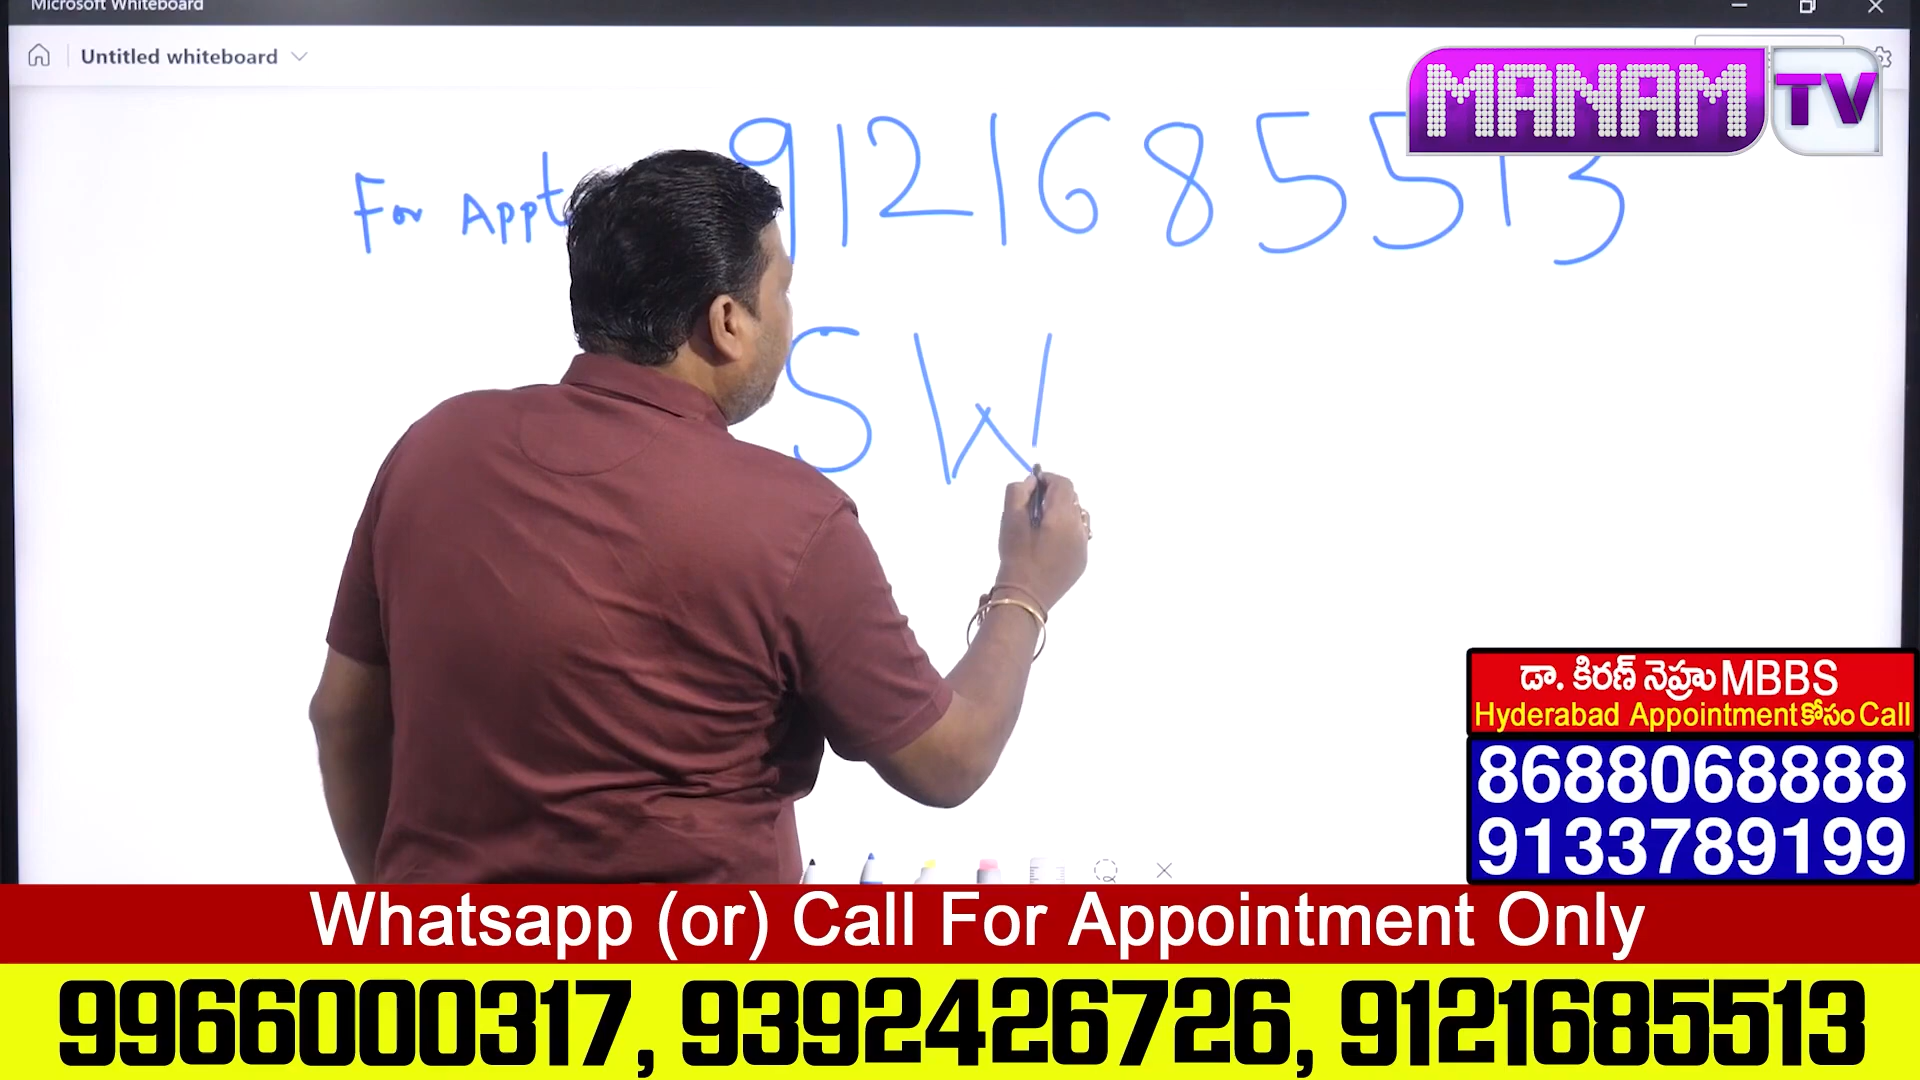 Microsoft Whiteboard
Untitled whiteboard
MANAM TV
For Appt 9121685513
SW
డా. కిరణ్ నెహ్రు MBBS
Hyderabad Appointment కోసం Call
8688068888
9133789199
Whatsapp (or) Call For Appointment Only
9966000317, 9392426726, 9121685513